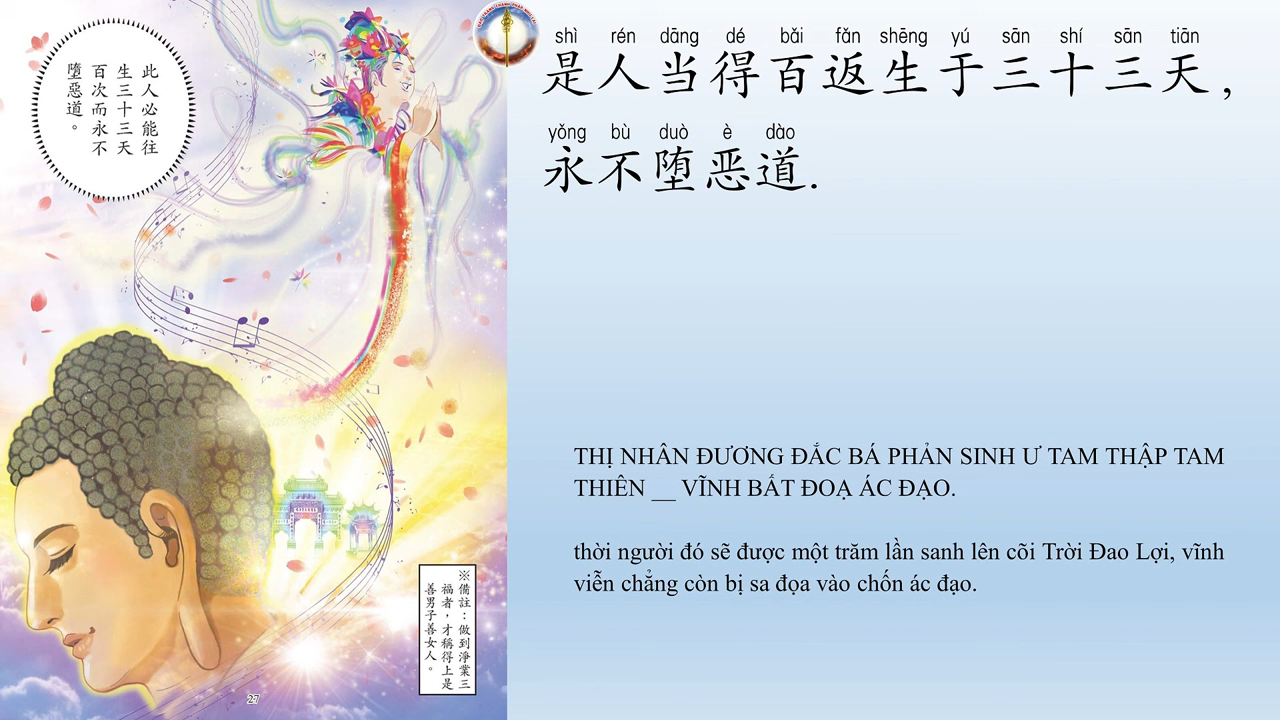 此人必能往
生三十三天
百次而永不
墮惡道。
※備註：做到淨業三
福者，才稱得上是
善男子善女人。
27
shì rén dāng dé bǎi fǎn shēng yú sān shí sān tiān
是人当得百返生于三十三天，
yǒng bù duò è dào
永不堕恶道.
THỊ NHÂN ĐƯƠNG ĐẮC BÁ PHẢN SINH Ư TAM THẬP TAM
THIÊN __ VĨNH BẤT ĐOẠ ÁC ĐẠO.
thời người đó sẽ được một trăm lần sanh lên cõi Trời Đao Lợi, vĩnh
viễn chẳng còn bị sa đọa vào chốn ác đạo.